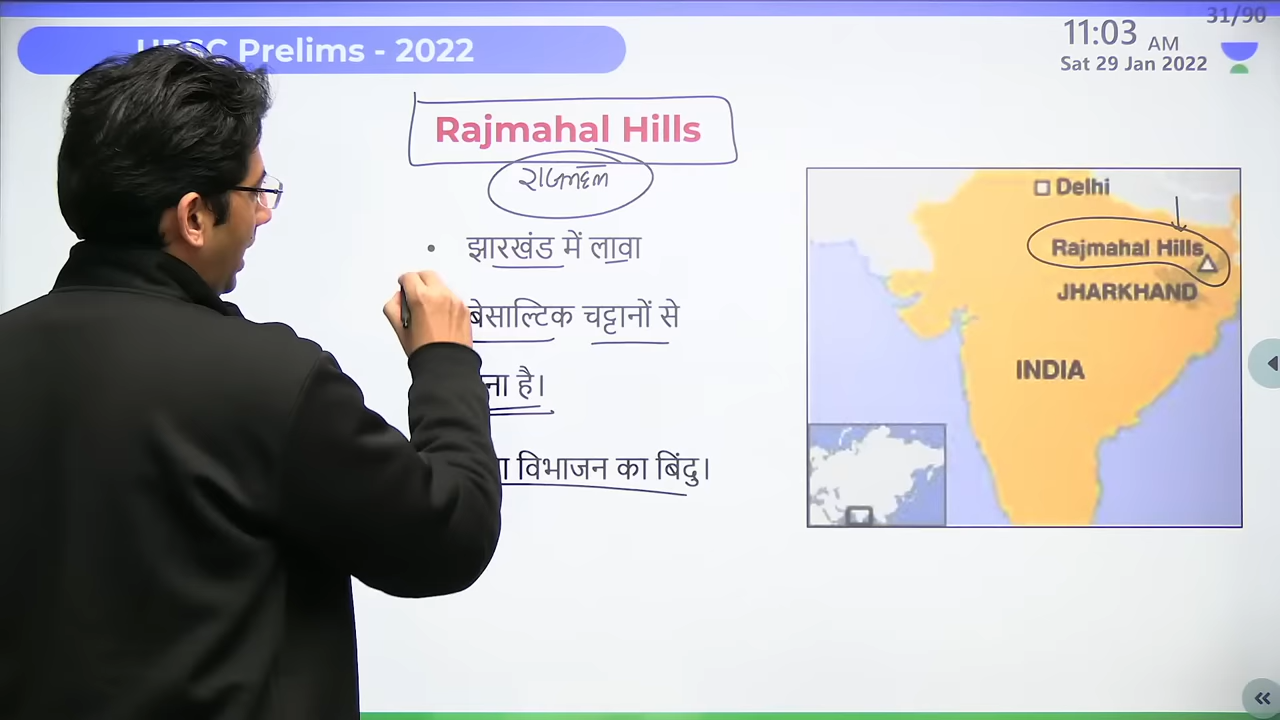 31/90
11:03 AM
Sat 29 Jan 2022
UPSC Prelims - 2022
Rajmahal Hills
राजमहल
• झारखंड में लावा
बेसाल्टिक चट्टानों से
है।
विभाजन का बिंदु।
Delhi
Rajmahal Hills
JHARKHAND
INDIA